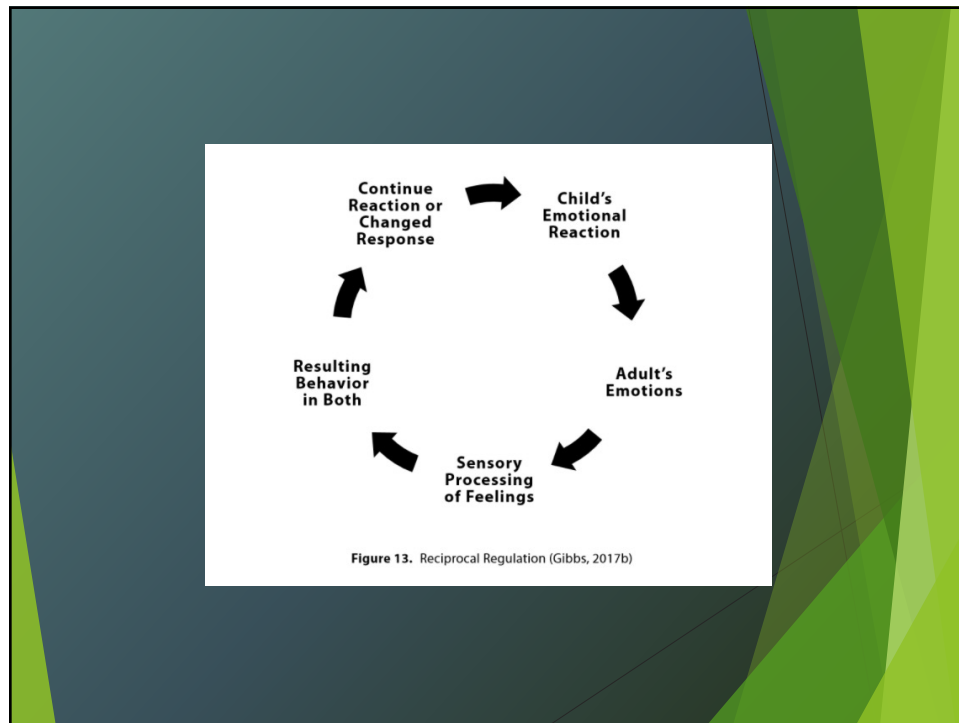 Continue
Reaction or
Changed
Response
Child's
Emotional
Reaction
Adult's
Emotions
Sensory
Processing
of Feelings
Resulting
Behavior
in Both
Figure 13. Reciprocal Regulation (Gibbs, 2017b)